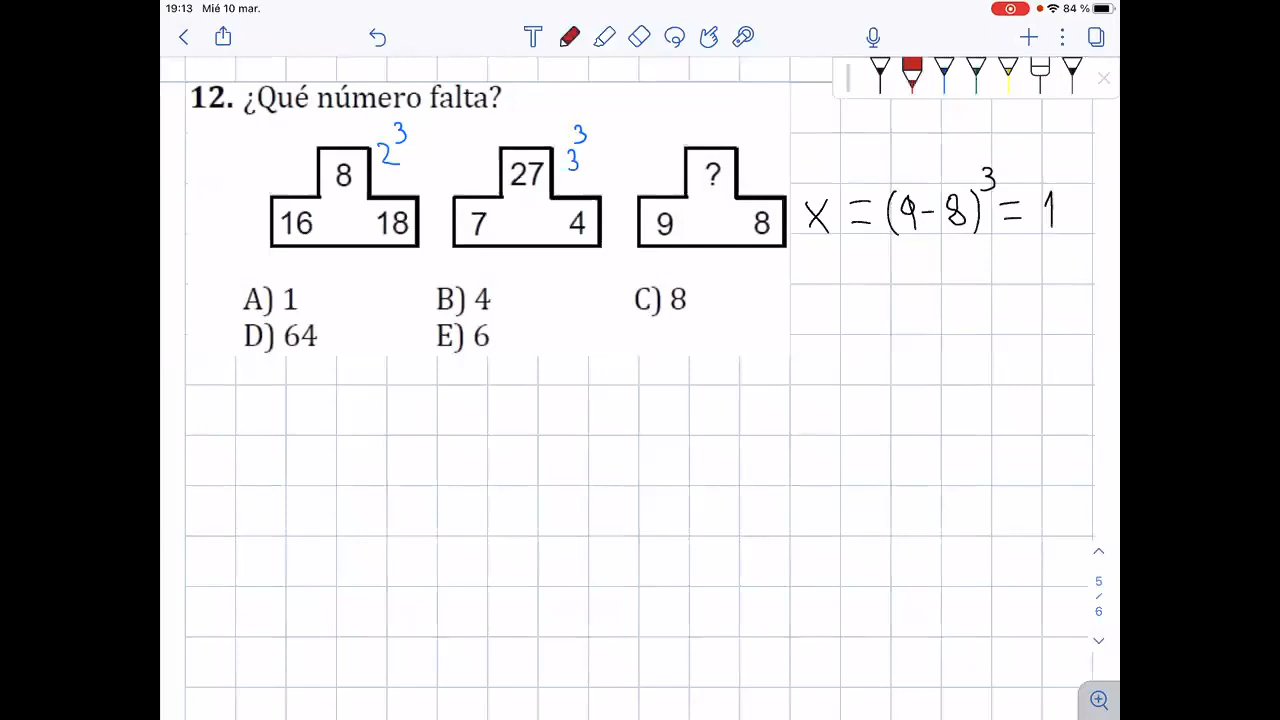 19:13 Mié 10 mar. 84 %
T
12. ¿Qué número falta?
2³ 3³
8 27 ?
16 18 7 4 9 8
x = (9-8)³ = 1
A) 1 B) 4 C) 8
D) 64 E) 6
5
/
6